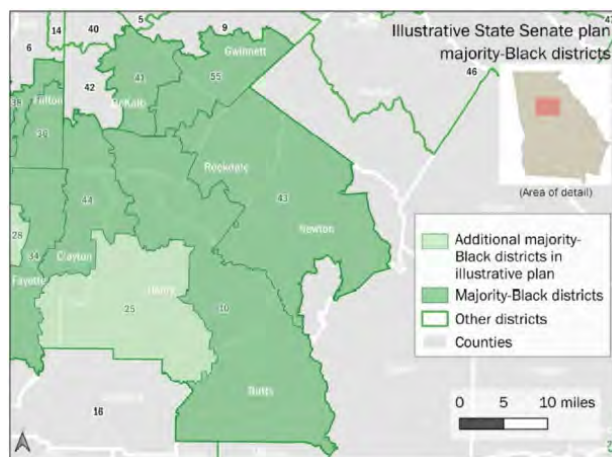 Illustrative State Senate plan
majority-Black districts
5
9
14
40
6
Gwinnett
46
41
55
42
DeKalb
Fulton
36
Rockdale
44
43
Newton
28
34
Clayton
Fayette
Henry
25
10
Butts
16
(Area of detail)
Additional majority-
Black districts in
illustrative plan
Majority-Black districts
Other districts
Counties
0 5 10 miles